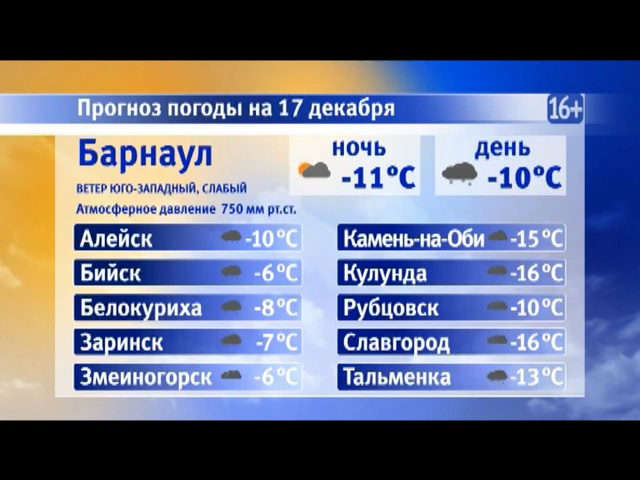 Прогноз погоды на 17 декабря 16+
Барнаул
ночь
-11°C
день
-10°C
ВЕТЕР ЮГО-ЗАПАДНЫЙ, СЛАБЫЙ
Атмосферное давление 750 мм рт.ст.
Алейск -10°C
Бийск -6°C
Белокуриха -8°C
Заринск -7°C
Змеиногорск -6°C
Камень-на-Оби -15°C
Кулунда -16°C
Рубцовск -10°C
Славгород -16°C
Тальменка -13°C